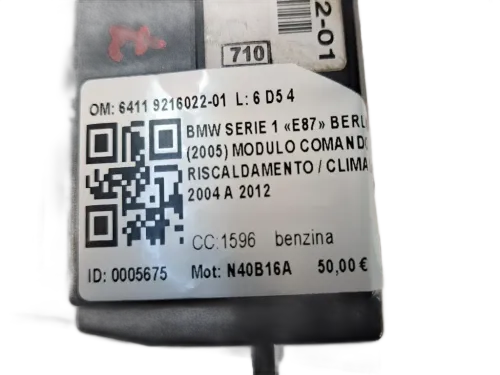 2-01
710
OM: 6411 9216022-01 L: 6 D5 4
BMW SERIE 1 «E87» BERL
(2005) MODULO COMANDO
RISCALDAMENTO / CLIMA
2004 A 2012
CC:1596 benzina
ID: 0005675 Mot: N40B16A 50,00 €